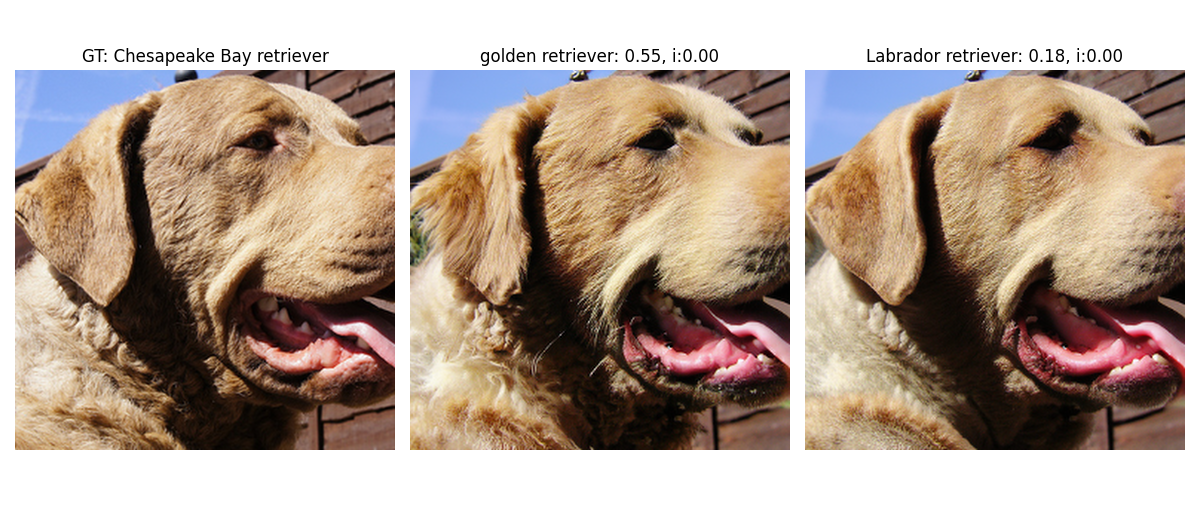 GT: Chesapeake Bay retriever
golden retriever: 0.55, i:0.00
Labrador retriever: 0.18, i:0.00